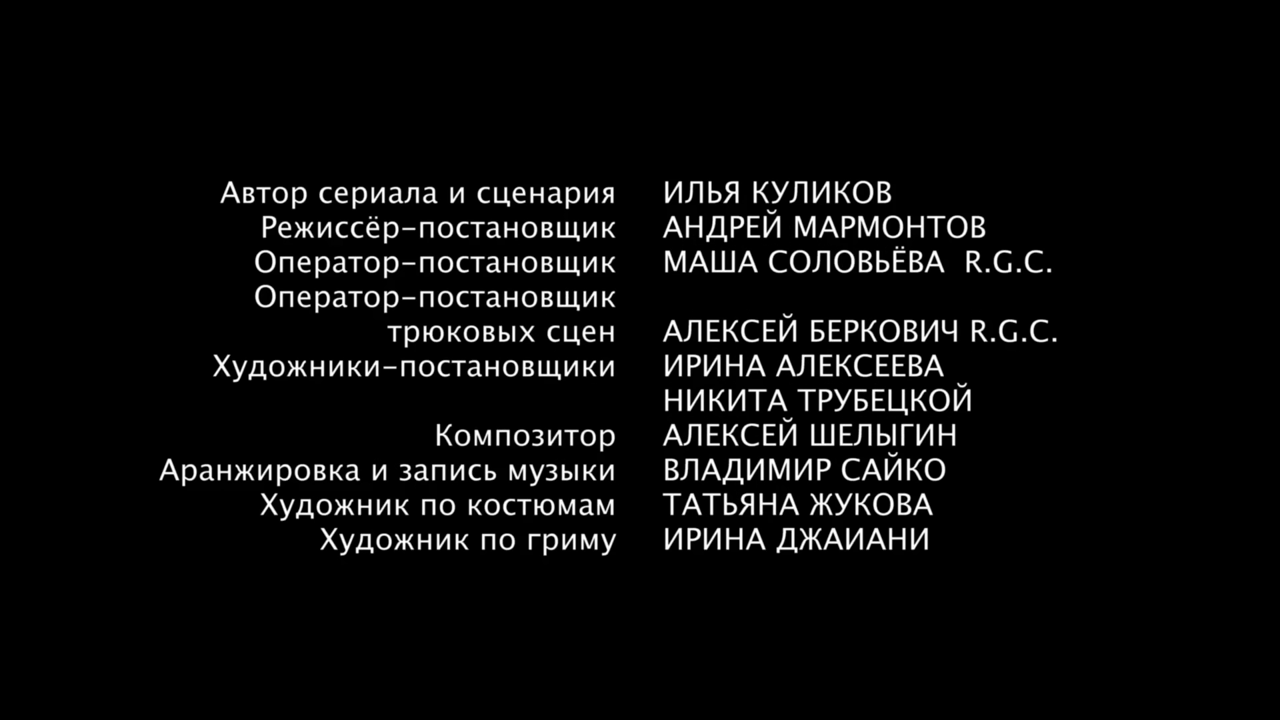 Автор сериала и сценария ИЛЬЯ КУЛИКОВ
Режиссёр-постановщик АНДРЕЙ МАРМОНТОВ
Оператор-постановщик МАША СОЛОВЬЁВА R.G.C.
Оператор-постановщик
трюковых сцен АЛЕКСЕЙ БЕРКОВИЧ R.G.C.
Художники-постановщики ИРИНА АЛЕКСЕЕВА
НИКИТА ТРУБЕЦКОЙ
Композитор АЛЕКСЕЙ ШЕЛЫГИН
Аранжировка и запись музыки ВЛАДИМИР САЙКО
Художник по костюмам ТАТЬЯНА ЖУКОВА
Художник по гриму ИРИНА ДЖАИАНИ